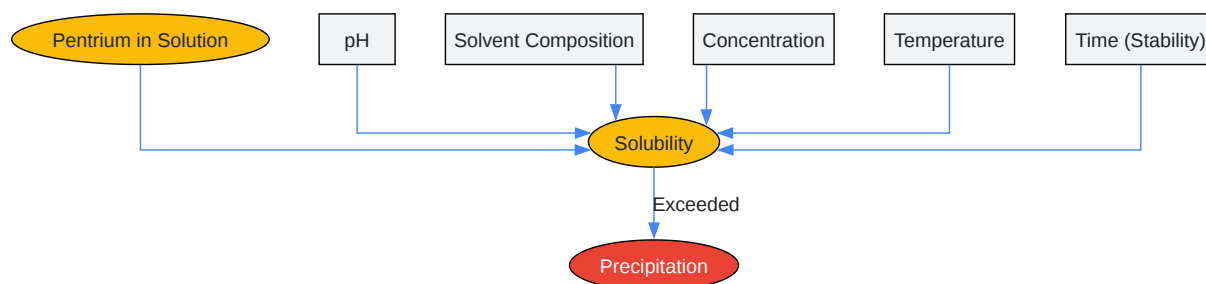 Pentrium in Solution
pH
Solvent Composition
Concentration
Temperature
Time (Stability)
Solubility
Exceeded
Precipitation